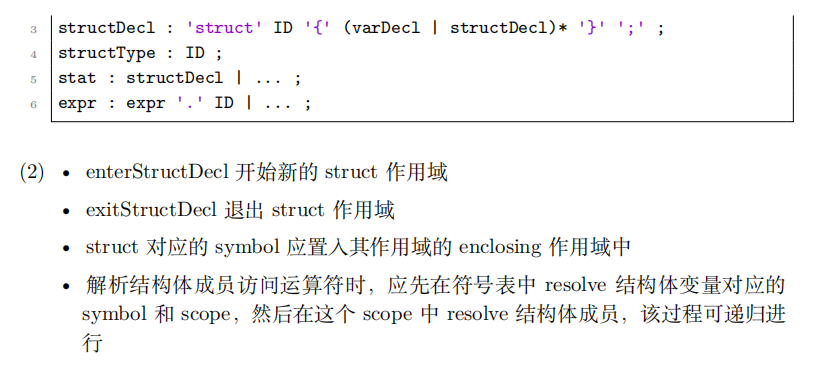 3 structDecl : 'struct' ID '{' (varDecl | structDecl)* '}' ';' ;
4 structType : ID ;
5 stat : structDecl | ... ;
6 expr : expr '.' ID | ... ;
(2) • enterStructDecl 开始新的 struct 作用域
• exitStructDecl 退出 struct 作用域
• struct 对应的 symbol 应置入其作用域的 enclosing 作用域中
• 解析结构体成员访问运算符时，应先在符号表中 resolve 结构体变量对应的
symbol 和 scope，然后在这个 scope 中 resolve 结构体成员，该过程可递归进
行